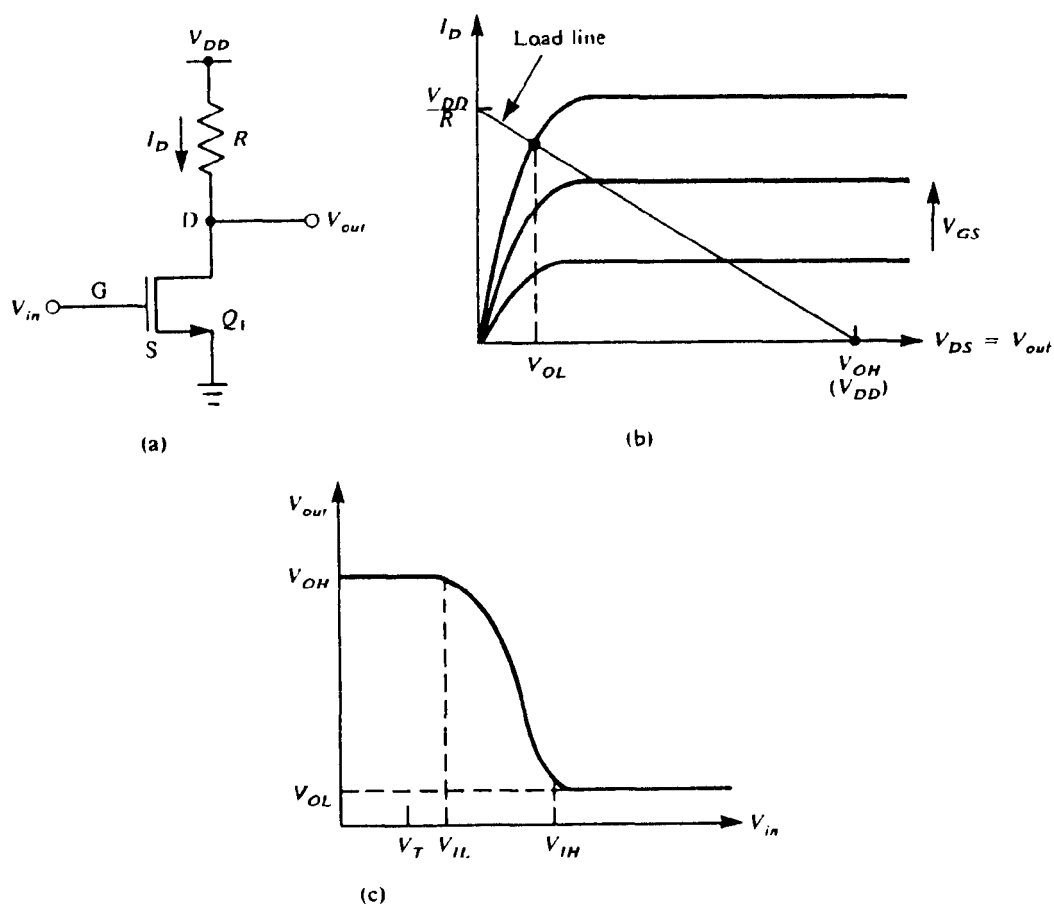 V_DD
I_D
R
D
V_out
V_in
G
S
Q_1
(a)
I_D
Load line
V_DD
R
V_GS
V_OL
V_OH
(V_DD)
V_DS = V_out
(b)
V_out
V_OH
V_OL
V_T
V_IL
V_IH
V_in
(c)